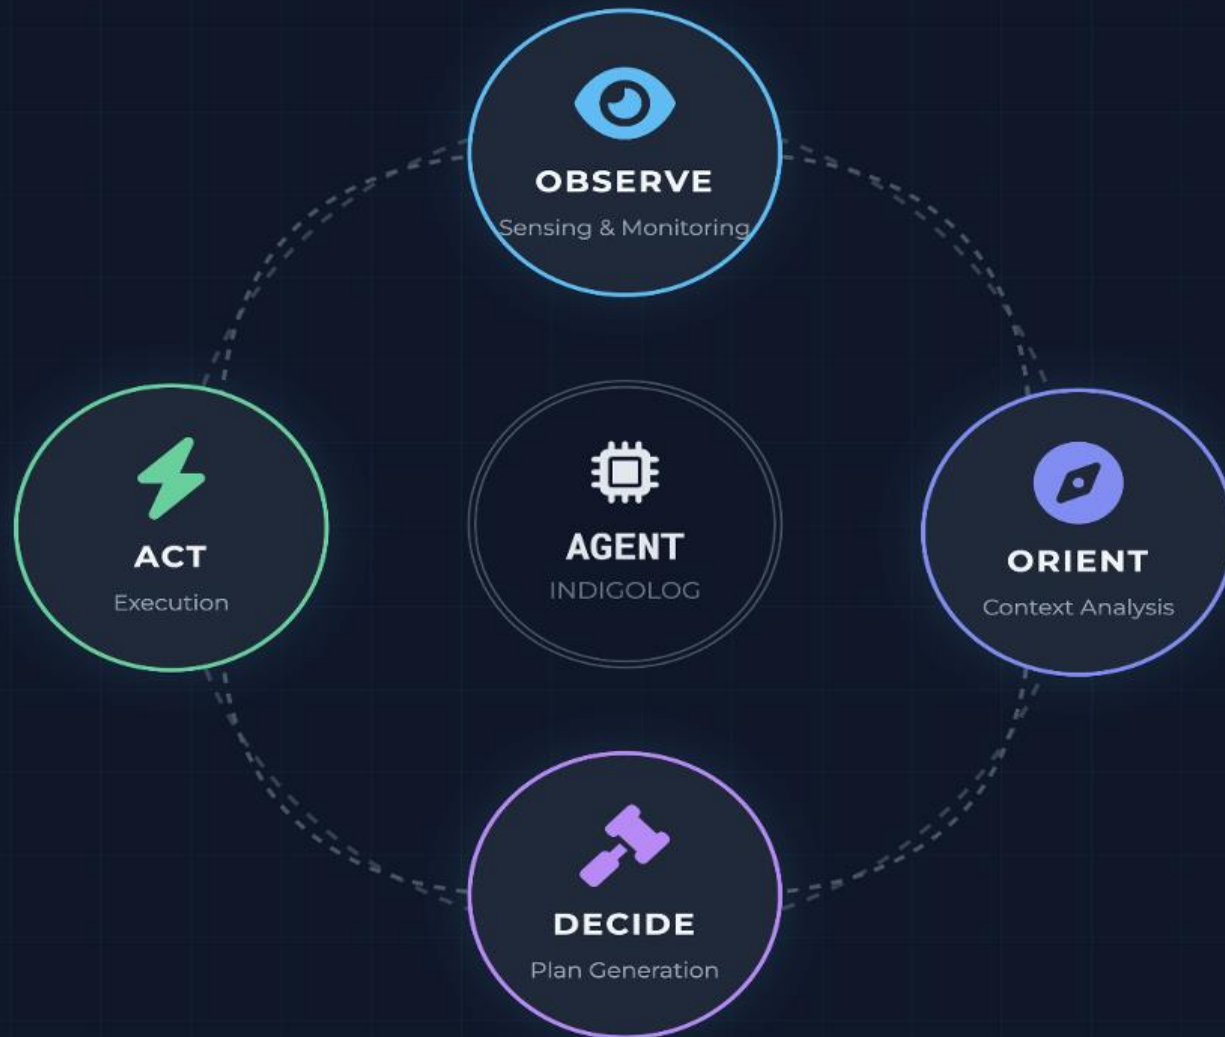 OBSERVE
Sensing & Monitoring
ACT
Execution
AGENT
INDIGOLOG
ORIENT
Context Analysis
DECIDE
Plan Generation